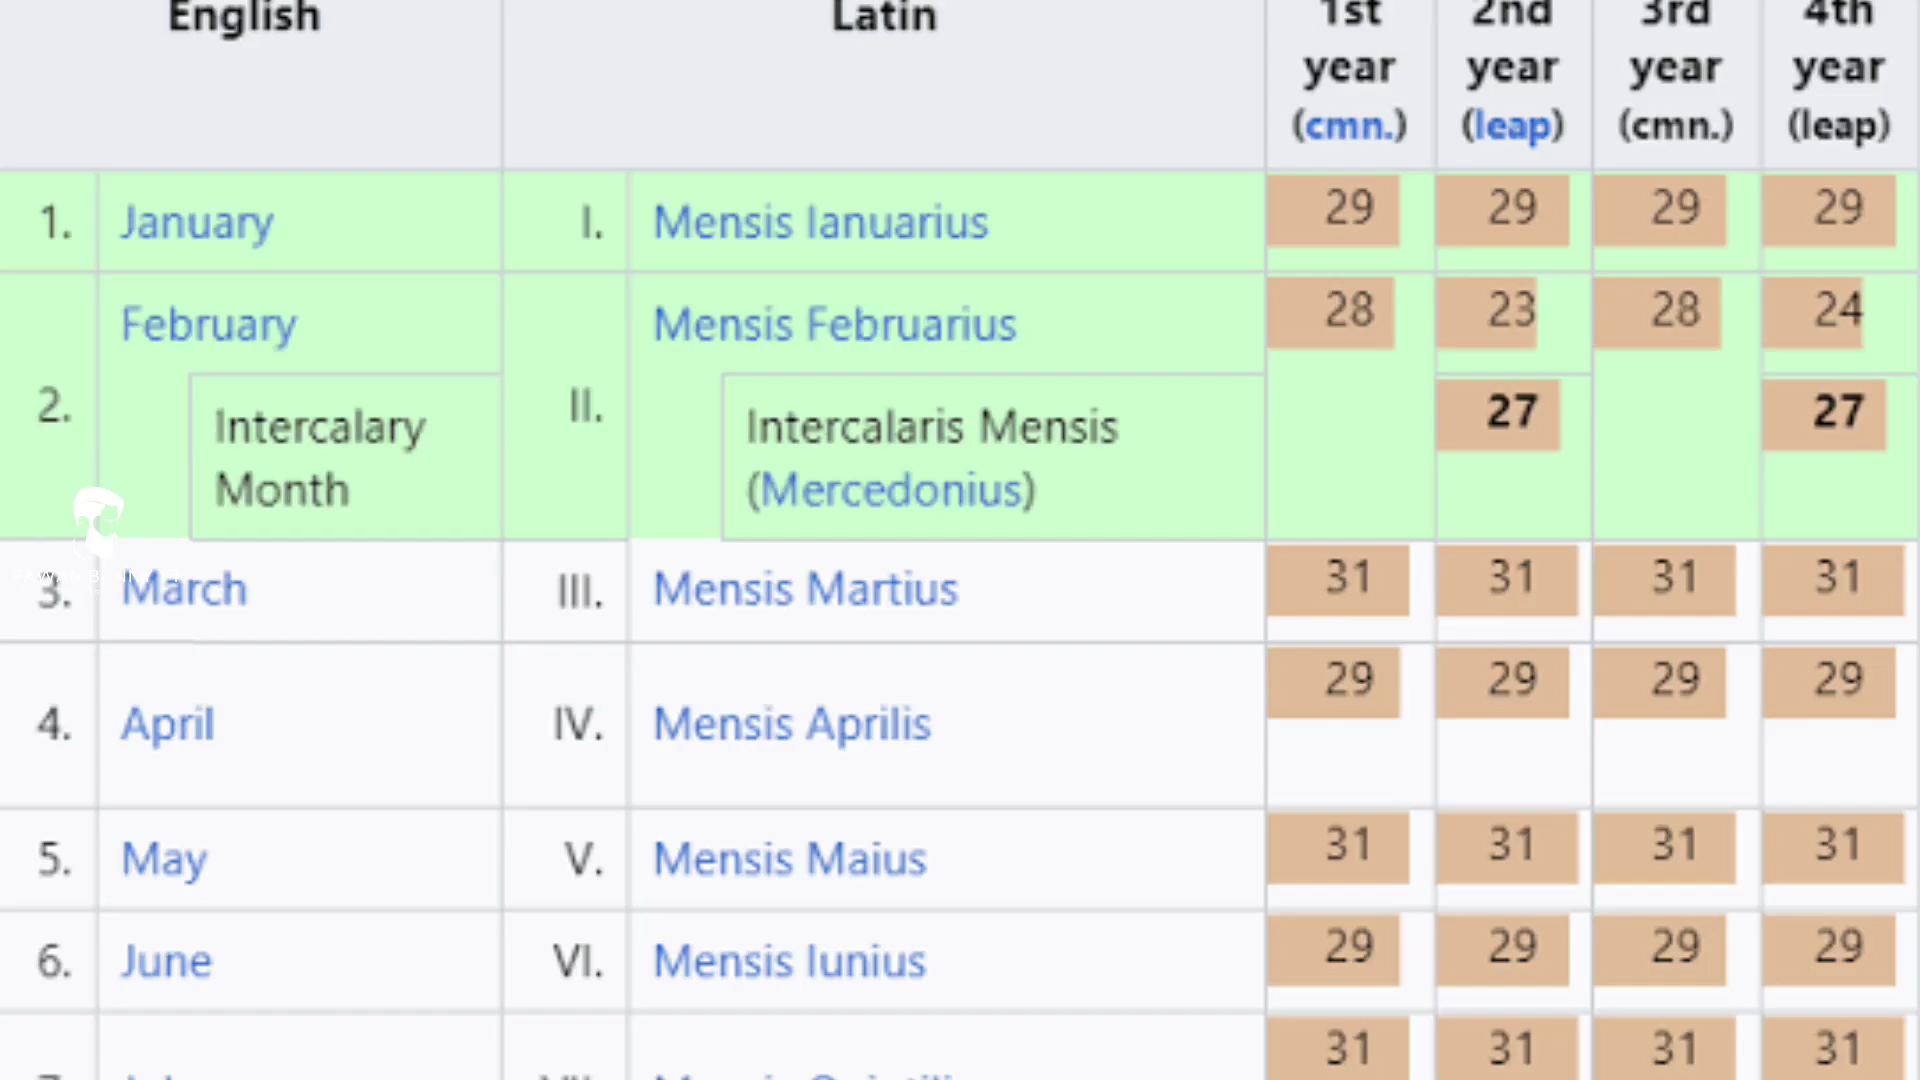 English Latin 1st year (cmn.) 2nd year (leap) 3rd year (cmn.) 4th year (leap)
1. January I. Mensis Ianuarius 29 29 29 29
2. February II. Mensis Februarius 28 23 28 24
Intercalary Month Intercalaris Mensis (Mercedonius) 27 27
3. March III. Mensis Martius 31 31 31 31
4. April IV. Mensis Aprilis 29 29 29 29
5. May V. Mensis Maius 31 31 31 31
6. June VI. Mensis Iunius 29 29 29 29
31 31 31 31